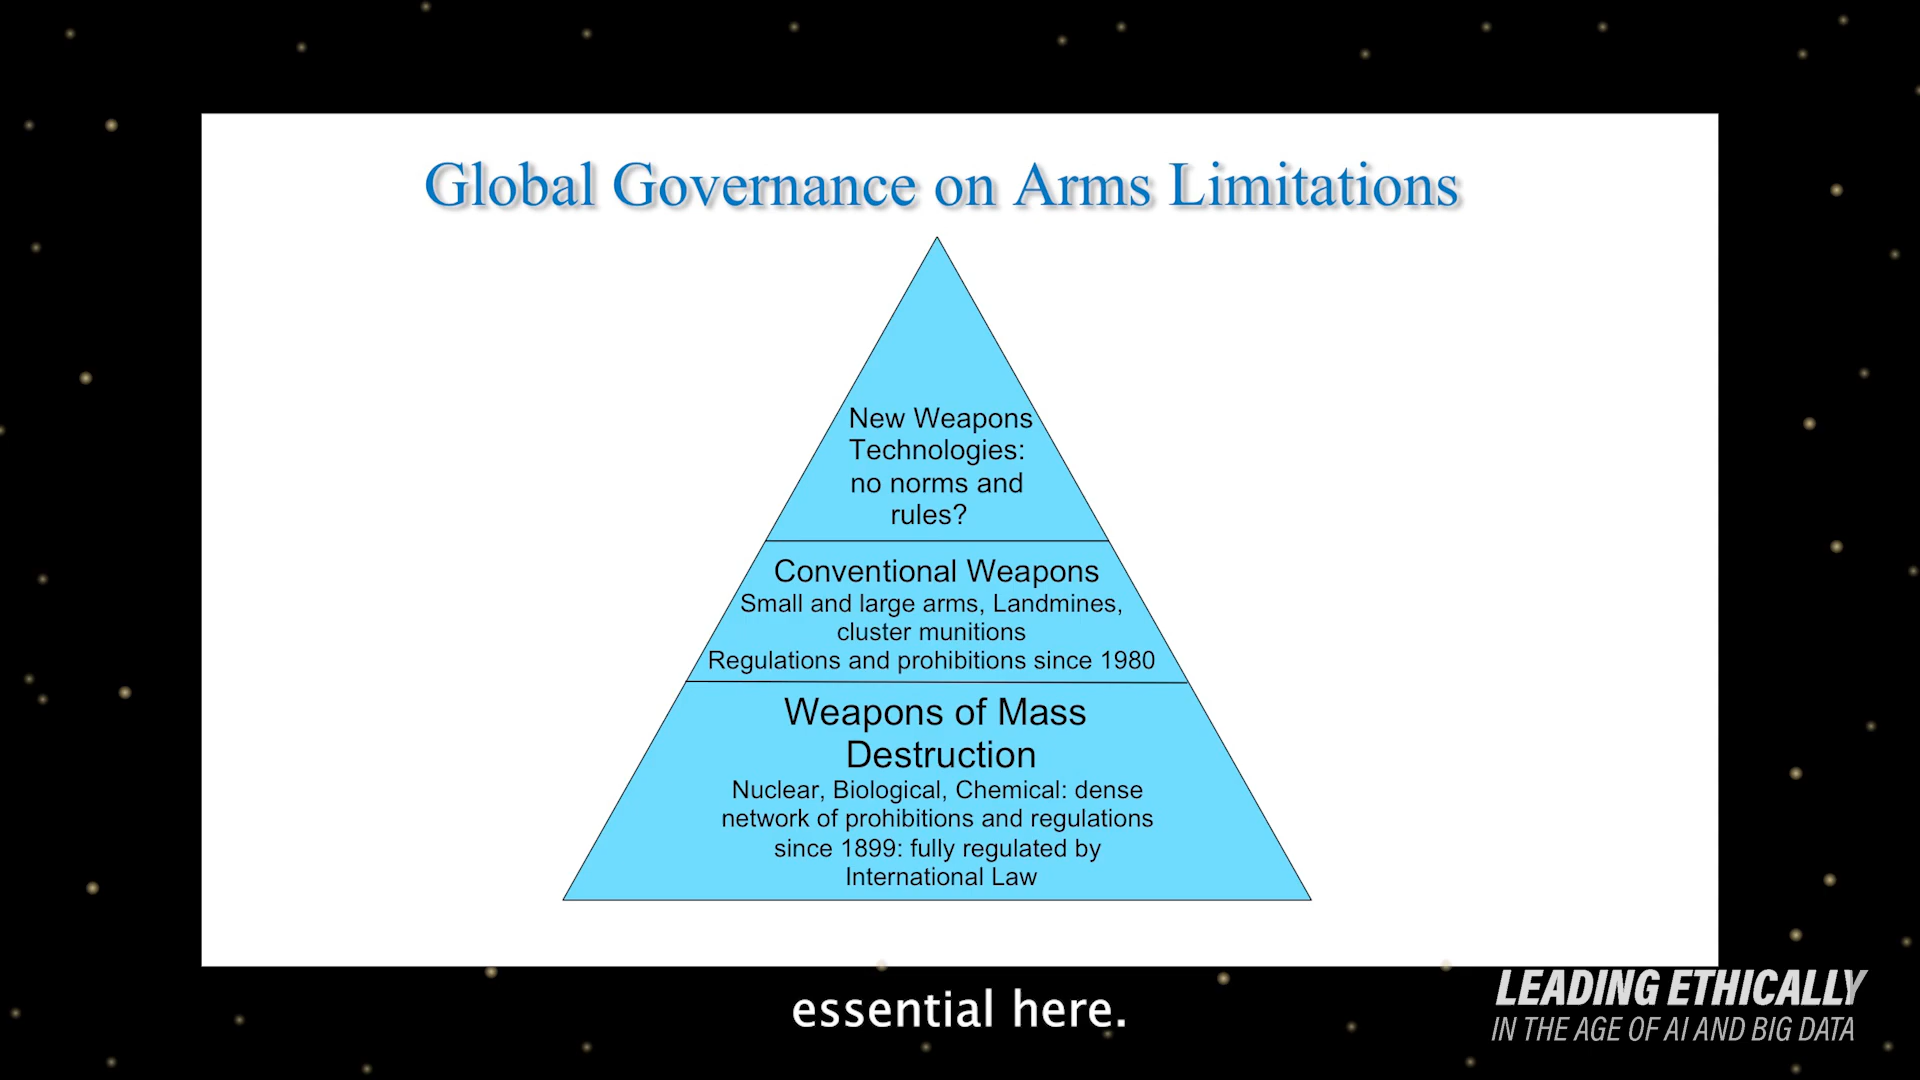 Global Governance on Arms Limitations
New Weapons
Technologies:
no norms and
rules?
Conventional Weapons
Small and large arms, Landmines,
cluster munitions
Regulations and prohibitions since 1980
Weapons of Mass
Destruction
Nuclear, Biological, Chemical: dense
network of prohibitions and regulations
since 1899: fully regulated by
International Law
essential here.
LEADING ETHICALLY
IN THE AGE OF AI AND BIG DATA